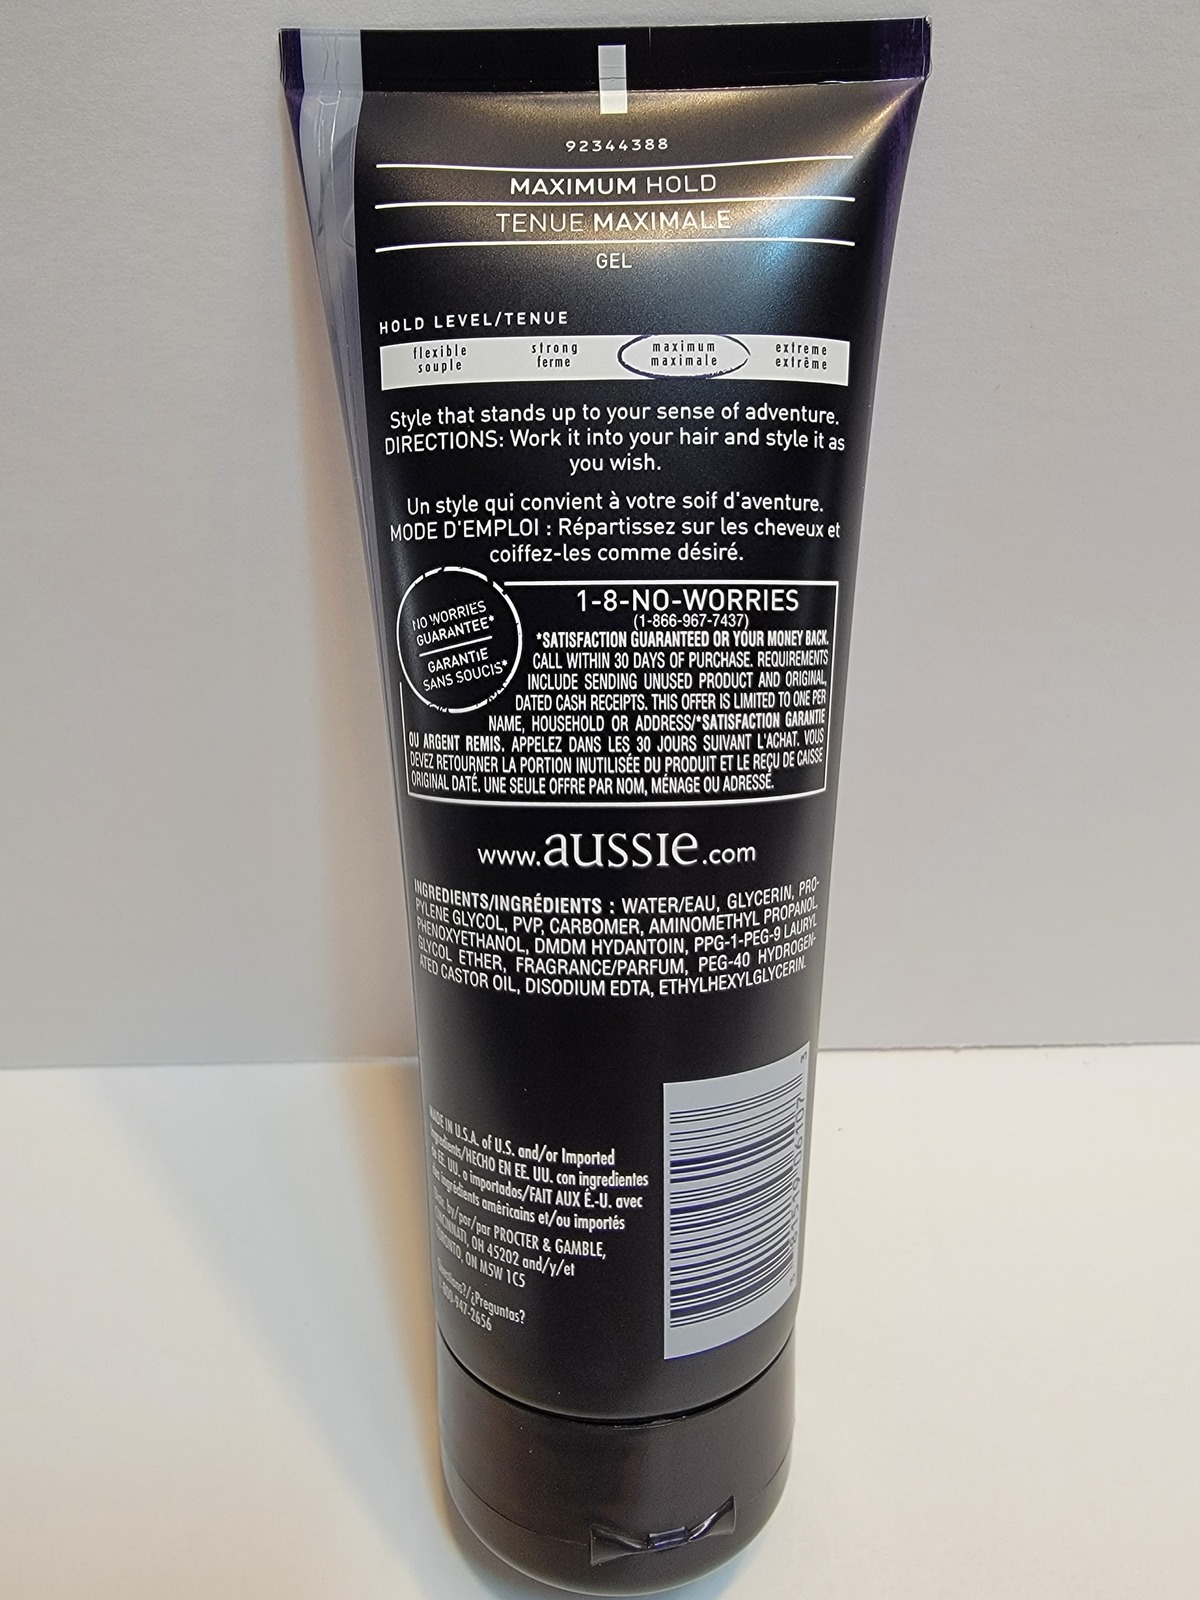 92344388
MAXIMUM HOLD
TENUE MAXIMALE
GEL
HOLD LEVEL/TENUE
flexible strong maximum extreme
souple ferme maximale extrême
Style that stands up to your sense of adventure.
DIRECTIONS: Work it into your hair and style it as
you wish.
Un style qui convient à votre soif d'aventure.
MODE D'EMPLOI : Répartissez sur les cheveux et
coiffez-les comme désiré.
NO WORRIES
GUARANTEE*
GARANTIE
SANS SOUCIS*
1-8-NO-WORRIES
(1-866-967-7437)
*SATISFACTION GUARANTEED OR YOUR MONEY BACK.
CALL WITHIN 30 DAYS OF PURCHASE. REQUIREMENTS
INCLUDE SENDING UNUSED PRODUCT AND ORIGINAL,
DATED CASH RECEIPTS. THIS OFFER IS LIMITED TO ONE PER
NAME, HOUSEHOLD OR ADDRESS/*SATISFACTION GARANTIE
OU ARGENT REMIS. APPELEZ DANS LES 30 JOURS SUIVANT L'ACHAT. VOUS
DEVEZ RETOURNER LA PORTION INUTILISÉE DU PRODUIT ET LE REÇU DE CAISSE
ORIGINAL DATÉ. UNE SEULE OFFRE PAR NOM, MÉNAGE OU ADRESSE.
www.aussie.com
INGREDIENTS/INGRÉDIENTS : WATER/EAU, GLYCERIN, PRO-
PYLENE GLYCOL, PVP, CARBOMER, AMINOMETHYL PROPANOL,
PHENOXYETHANOL, DMDM HYDANTOIN, PPG-1-PEG-9 LAURYL
GLYCOL ETHER, FRAGRANCE/PARFUM, PEG-40 HYDROGEN-
ATED CASTOR OIL, DISODIUM EDTA, ETHYLHEXYLGLYCERIN.
MADE IN U.S.A. of U.S. and/or Imported
Ingredients/HECHO EN EE. UU. con ingredientes
de EE. UU. o importados/FAIT AUX É.-U. avec
des ingrédients américains et/ou importés
Distr. by/por/par PROCTER & GAMBLE,
CINCINNATI, OH 45202 and/y/et
TORONTO, ON M5W 1C5
Questions?/¿Preguntas?
1-800-947-2656